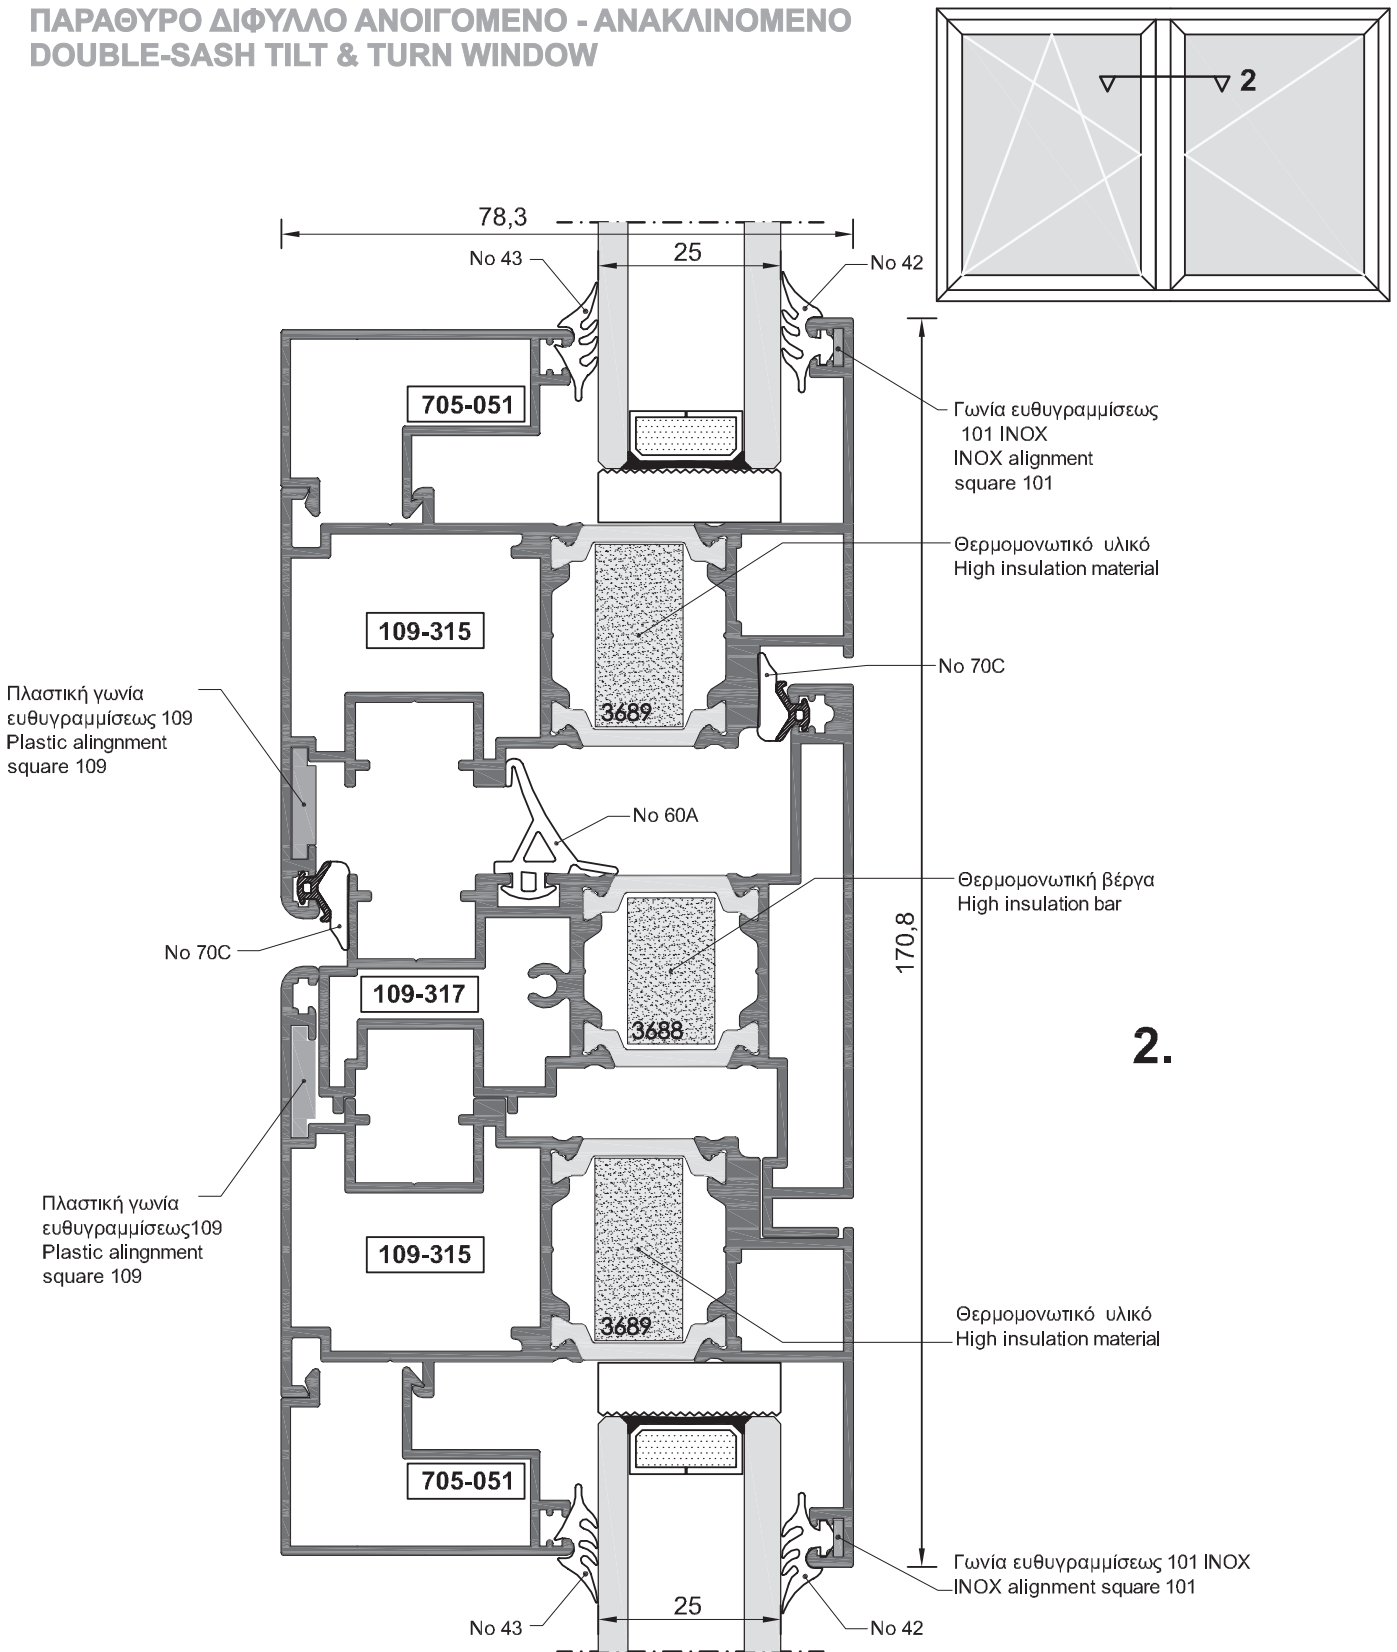 ΠΑΡΑΘΥΡΟ ΔΙΦΥΛΛΟ ΑΝΟΙΓΟΜΕΝΟ - ΑΝΑΚΛΙΝΟΜΕΝΟ
DOUBLE-SASH TILT & TURN WINDOW
2
78,3
No 43
25
No 42
705-051
Γωνία ευθυγραμμίσεως
101 INOX
INOX alignment
square 101
Θερμομονωτικό υλικό
High insulation material
109-315
No 70C
Πλαστική γωνία
ευθυγραμμίσεως 109
Plastic alingnment
square 109
3689
No 60A
Θερμομονωτική βέργα
High insulation bar
170,8
No 70C
109-317
3688
2.
Πλαστική γωνία
ευθυγραμμίσεως109
Plastic alingnment
square 109
109-315
3689
Θερμομονωτικό υλικό
High insulation material
705-051
Γωνία ευθυγραμμίσεως 101 INOX
INOX alignment square 101
No 43
25
No 42